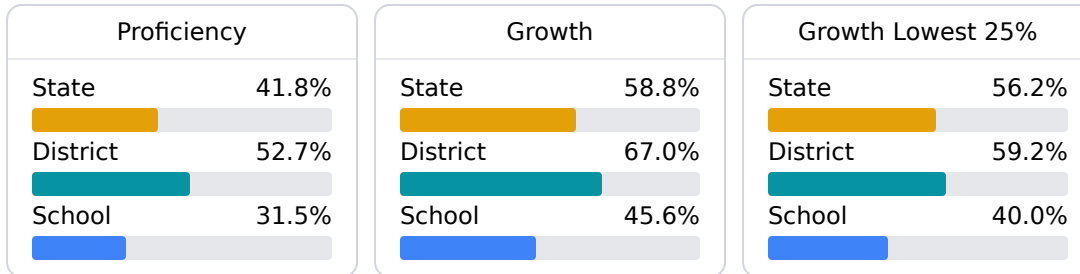 Proficiency
State 41.8%
District 52.7%
School 31.5%
Growth
State 58.8%
District 67.0%
School 45.6%
Growth Lowest 25%
State 56.2%
District 59.2%
School 40.0%